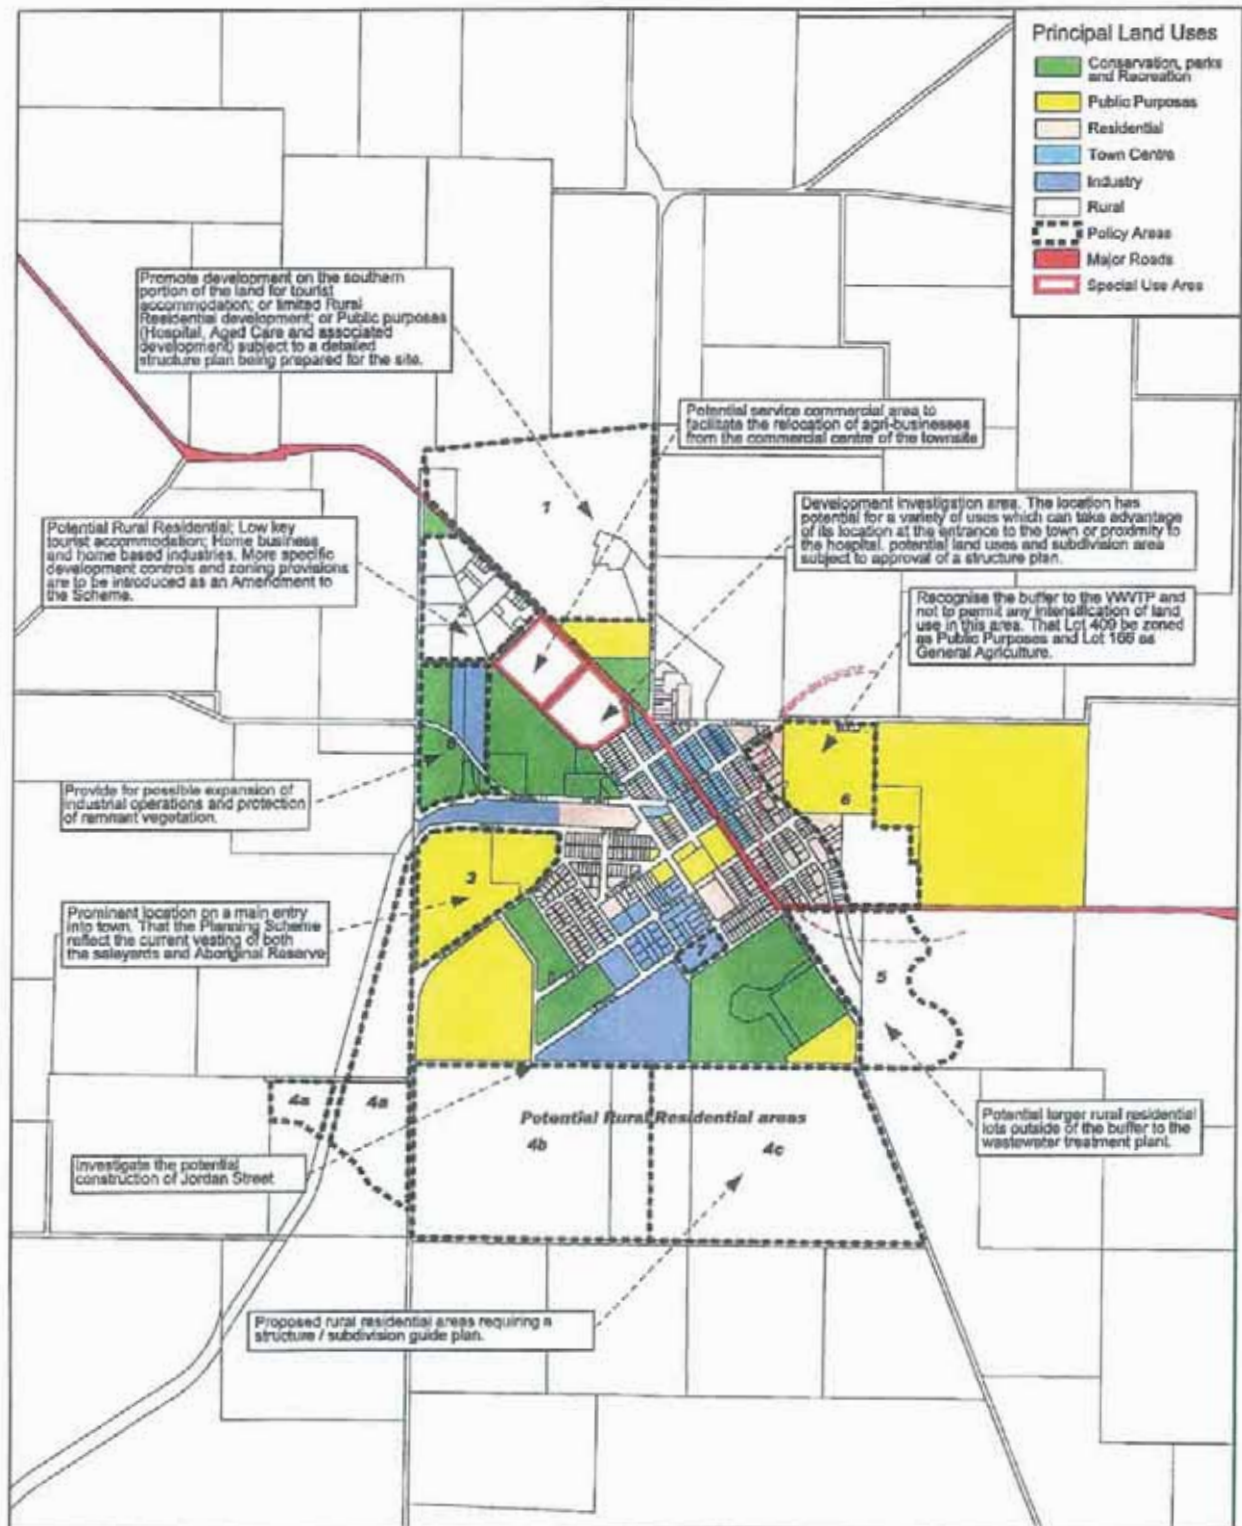 Principal Land Uses
Conservation, parks
and Recreation
Public Purposes
Residential
Town Centre
Industry
Rural
Policy Areas
Major Roads
Special Use Area
Promote development on the southern
portion of the land for tourist
accommodation; or limited Rural
Residential development; or Public purposes
(Hospital, Aged Care and associated
development) subject to a detailed
structure plan being prepared for the site.
Potential service commercial area to
facilitate the relocation of agri-businesses
from the commercial centre of the townsite
1
Development investigation area. The location has
potential for a variety of uses which can take advantage
of its location at the entrance to the town or proximity to
the hospital. potential land uses and subdivision area
subject to approval of a structure plan.
Potential Rural Residential; Low key
tourist accommodation; Home business
and home based industries. More specific
development controls and zoning provisions
are to be introduced as an Amendment to
the Scheme.
2
Recognise the buffer to the WWTP and
not to permit any intensification of land
use in this area. That Lot 409 be zoned
as Public Purposes and Lot 166 as
General Agriculture.
Provide for possible expansion of
industrial operations and protection
of remnant vegetation.
6
3
Prominent location on a main entry
into town. That the Planning Scheme
reflect the current vesting of both
the saleyards and Aboriginal Reserve
7
5
4a
4a
Potential Rural Residential areas
4b
4c
Potential larger rural residential
lots outside of the buffer to the
wastewater treatment plant.
Investigate the potential
construction of Jordan Street
Proposed rural residential areas requiring a
structure / subdivision guide plan.